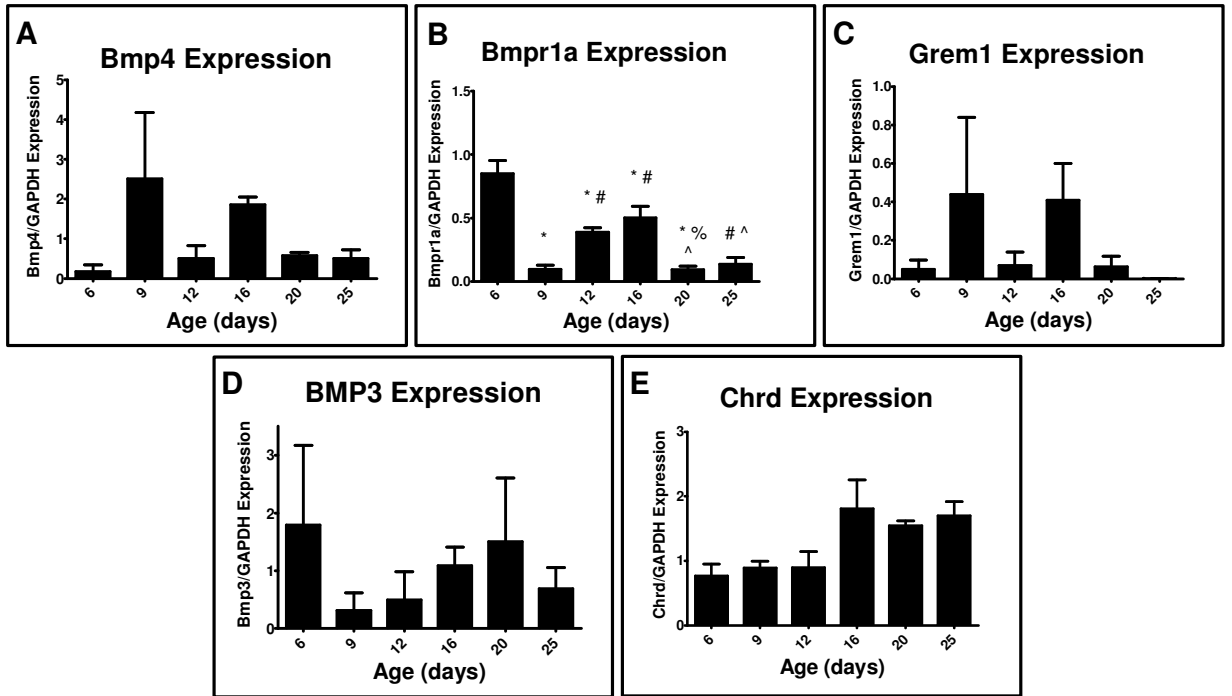 A
Bmp4 Expression
Bmp4/GAPDH Expression
5
4
3
2
1
0
6 9 12 16 20 25
Age (days)
B
Bmpr1a Expression
Bmpr1a/GAPDH Expression
1.5
1.0
0.5
0.0
*
* #
* #
* %
^
# ^
6 9 12 16 20 25
Age (days)
C
Grem1 Expression
Grem1/GAPDH Expression
1.0
0.8
0.6
0.4
0.2
0.0
6 9 12 16 20 25
Age (days)
D
BMP3 Expression
Bmp3/GAPDH Expression
3
2
1
0
6 9 12 16 20 25
Age (days)
E
Chrd Expression
Chrd/GAPDH Expression
3
2
1
0
6 9 12 16 20 25
Age (days)